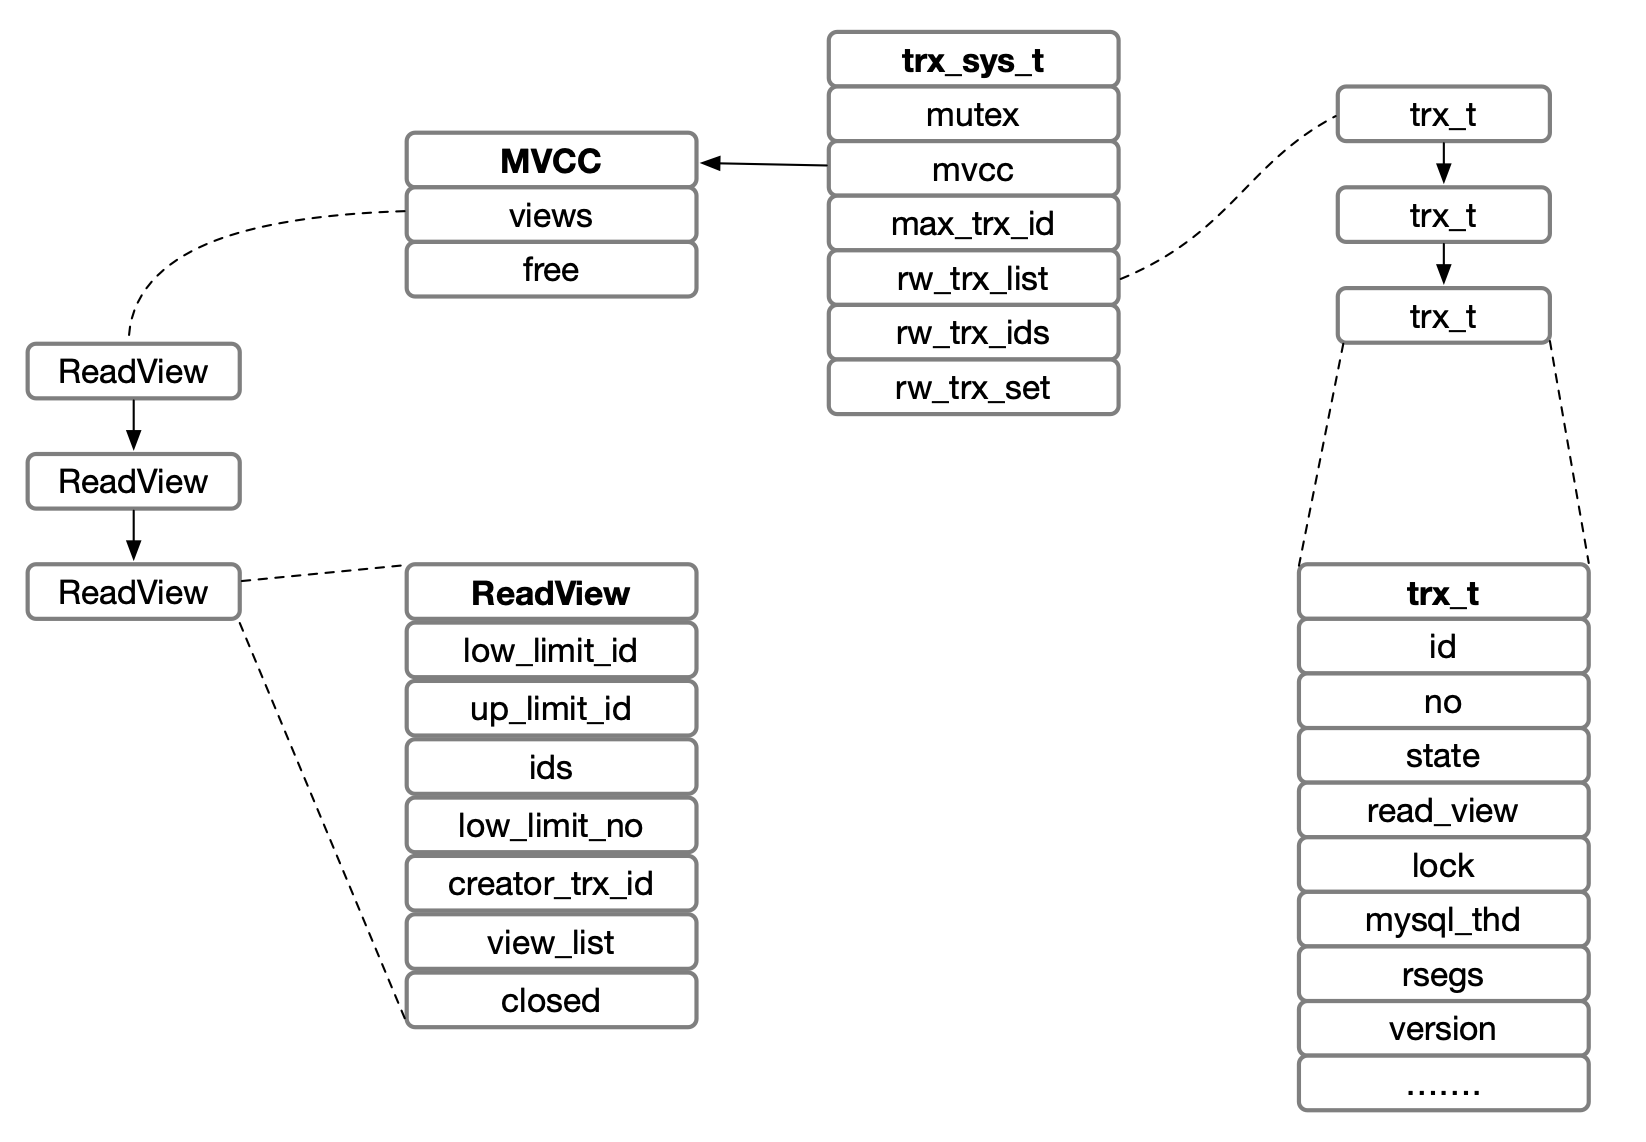 trx_sys_t
mutex
mvcc
max_trx_id
rw_trx_list
rw_trx_ids
rw_trx_set
MVCC
views
free
ReadView
ReadView
ReadView
ReadView
low_limit_id
up_limit_id
ids
low_limit_no
creator_trx_id
view_list
closed
trx_t
trx_t
trx_t
trx_t
id
no
state
read_view
lock
mysql_thd
rsegs
version
.......